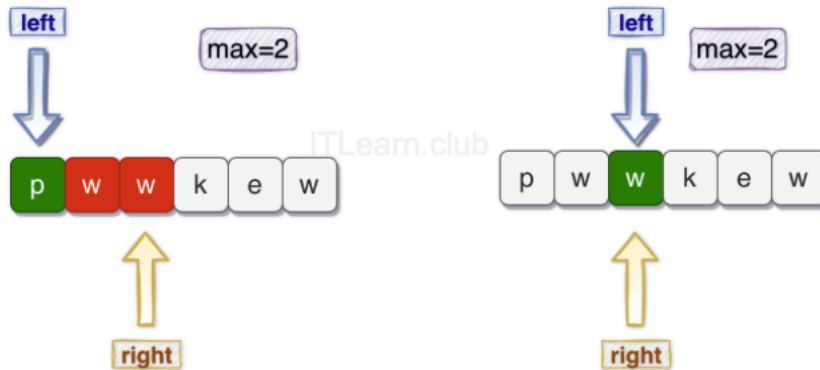 left
max=2
p w w k e w
right
left
max=2
p w w k e w
right
ITLearn.club